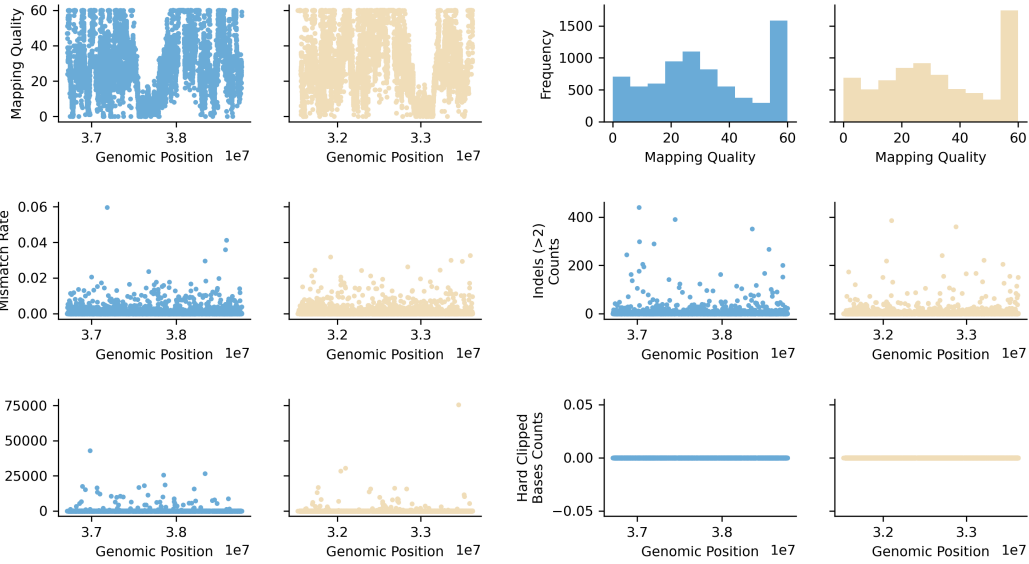 60
40
20
0
Mapping Quality
3.7
3.8
Genomic Position 1e7
3.2
3.3
Genomic Position 1e7
1500
1000
500
0
Frequency
0 20 40 60
Mapping Quality
0 20 40 60
Mapping Quality
0.06
0.04
0.02
0.00
Mismatch Rate
3.7
3.8
Genomic Position 1e7
3.2
3.3
Genomic Position 1e7
400
200
0
Indels (>2)
Counts
3.7
3.8
Genomic Position 1e7
3.2
3.3
Genomic Position 1e7
75000
50000
25000
0
3.7
3.8
Genomic Position 1e7
3.2
3.3
Genomic Position 1e7
0.05
0.00
−0.05
Hard Clipped
Bases Counts
3.7
3.8
Genomic Position 1e7
3.2
3.3
Genomic Position 1e7